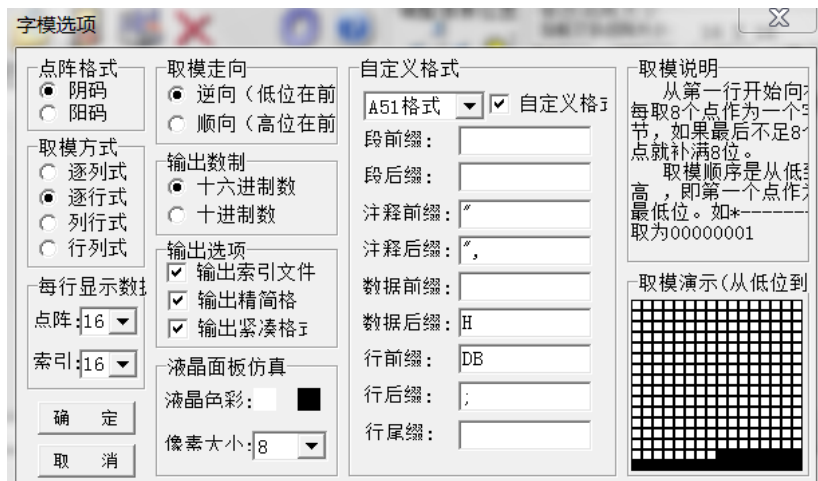 字模选项
点阵格式
阴码
阳码
取模方式
逐列式
逐行式
列行式
行列式
每行显示数
点阵:16
索引:16
确 定
取 消
取模走向
逆向(低位在前
顺向(高位在前
输出数制
十六进制数
十进制数
输出选项
输出索引文件
输出精简格
输出紧凑格式
液晶面板仿真
液晶色彩:
像素大小:8
自定义格式
A51格式
自定义格式
段前缀:
段后缀:
注释前缀: "
注释后缀: ",
数据前缀:
数据后缀: H
行前缀: DB
行后缀: ;
行尾缀:
取模说明
从第一行开始向
每取8个点作为一个
节,如果最后不足8
点就补满8位。
取模顺序是从低
高 ,即第一个点作
最低位。如*-------
取为00000001
取模演示(从低位到